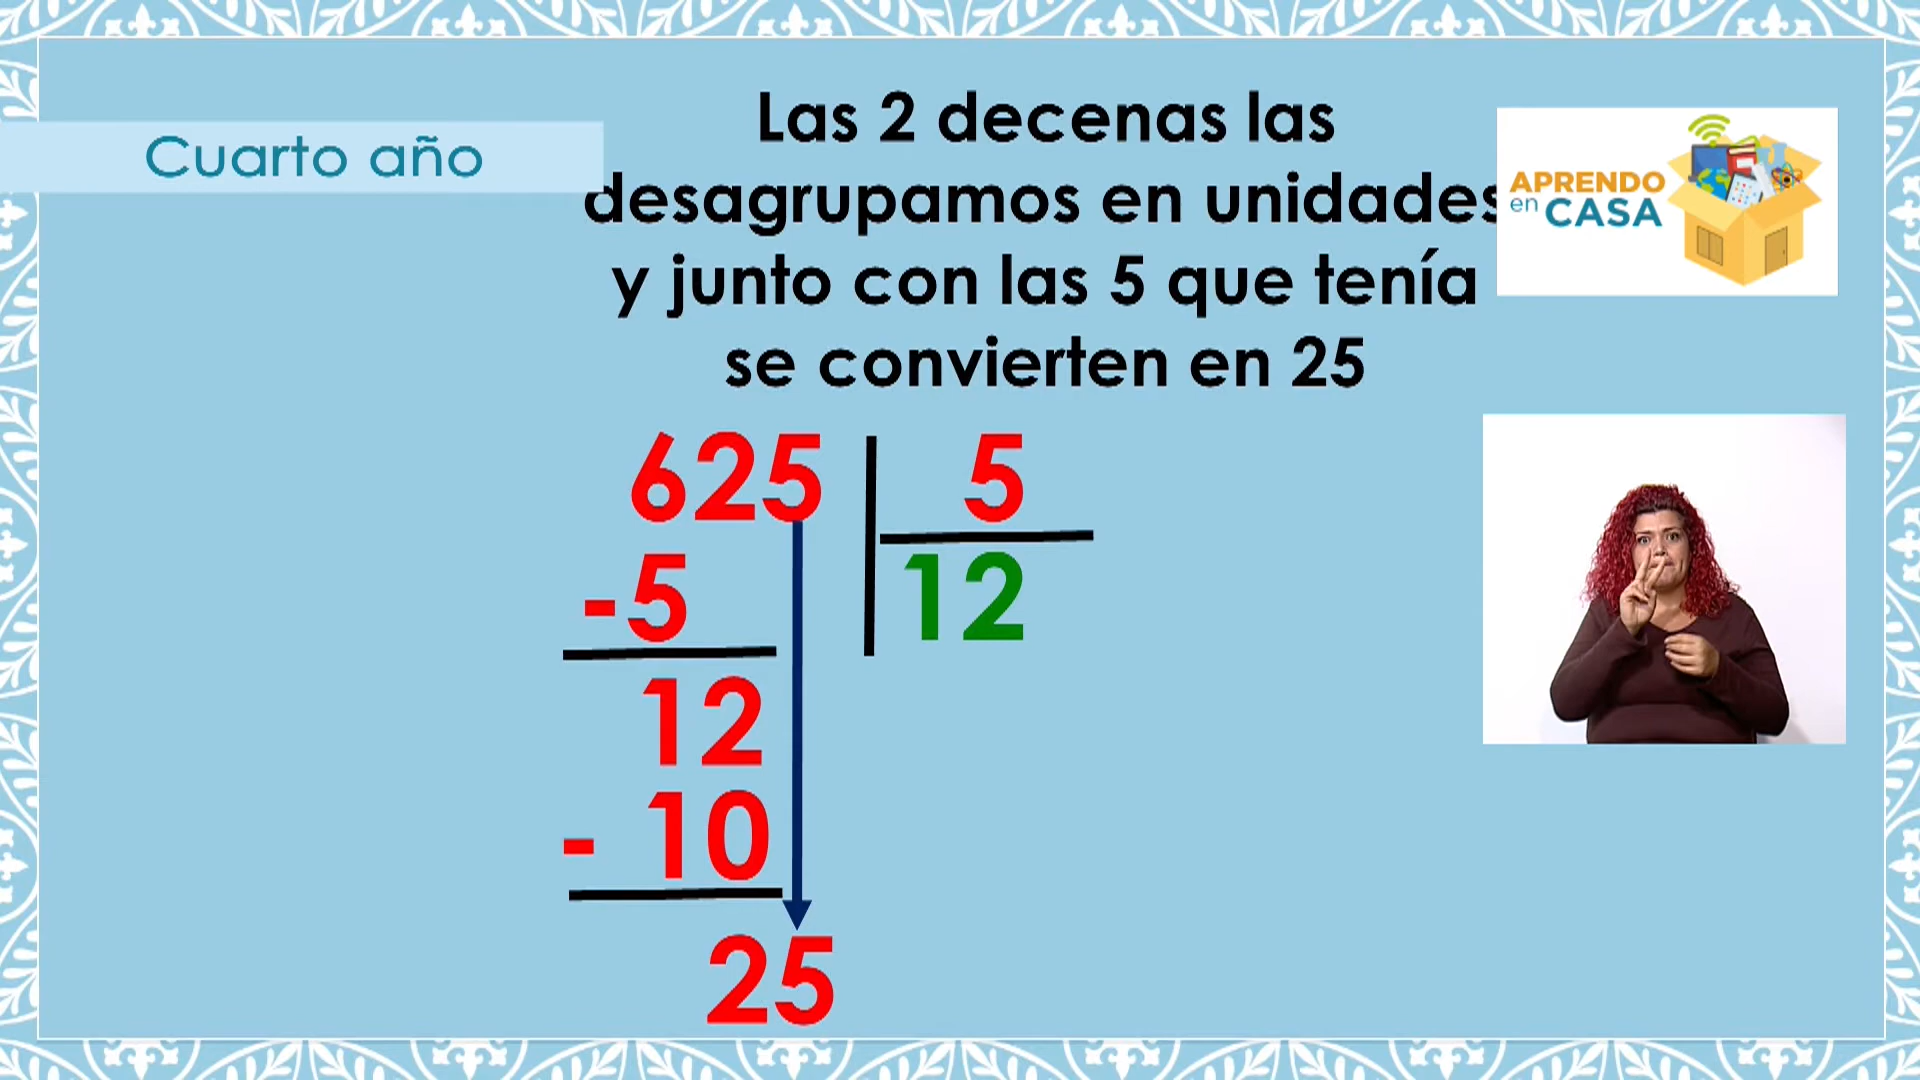 Cuarto año
Las 2 decenas las
desagrupamos en unidades
y junto con las 5 que tenía
se convierten en 25
APRENDO
en CASA
625 5
-5 12
12
- 10
25